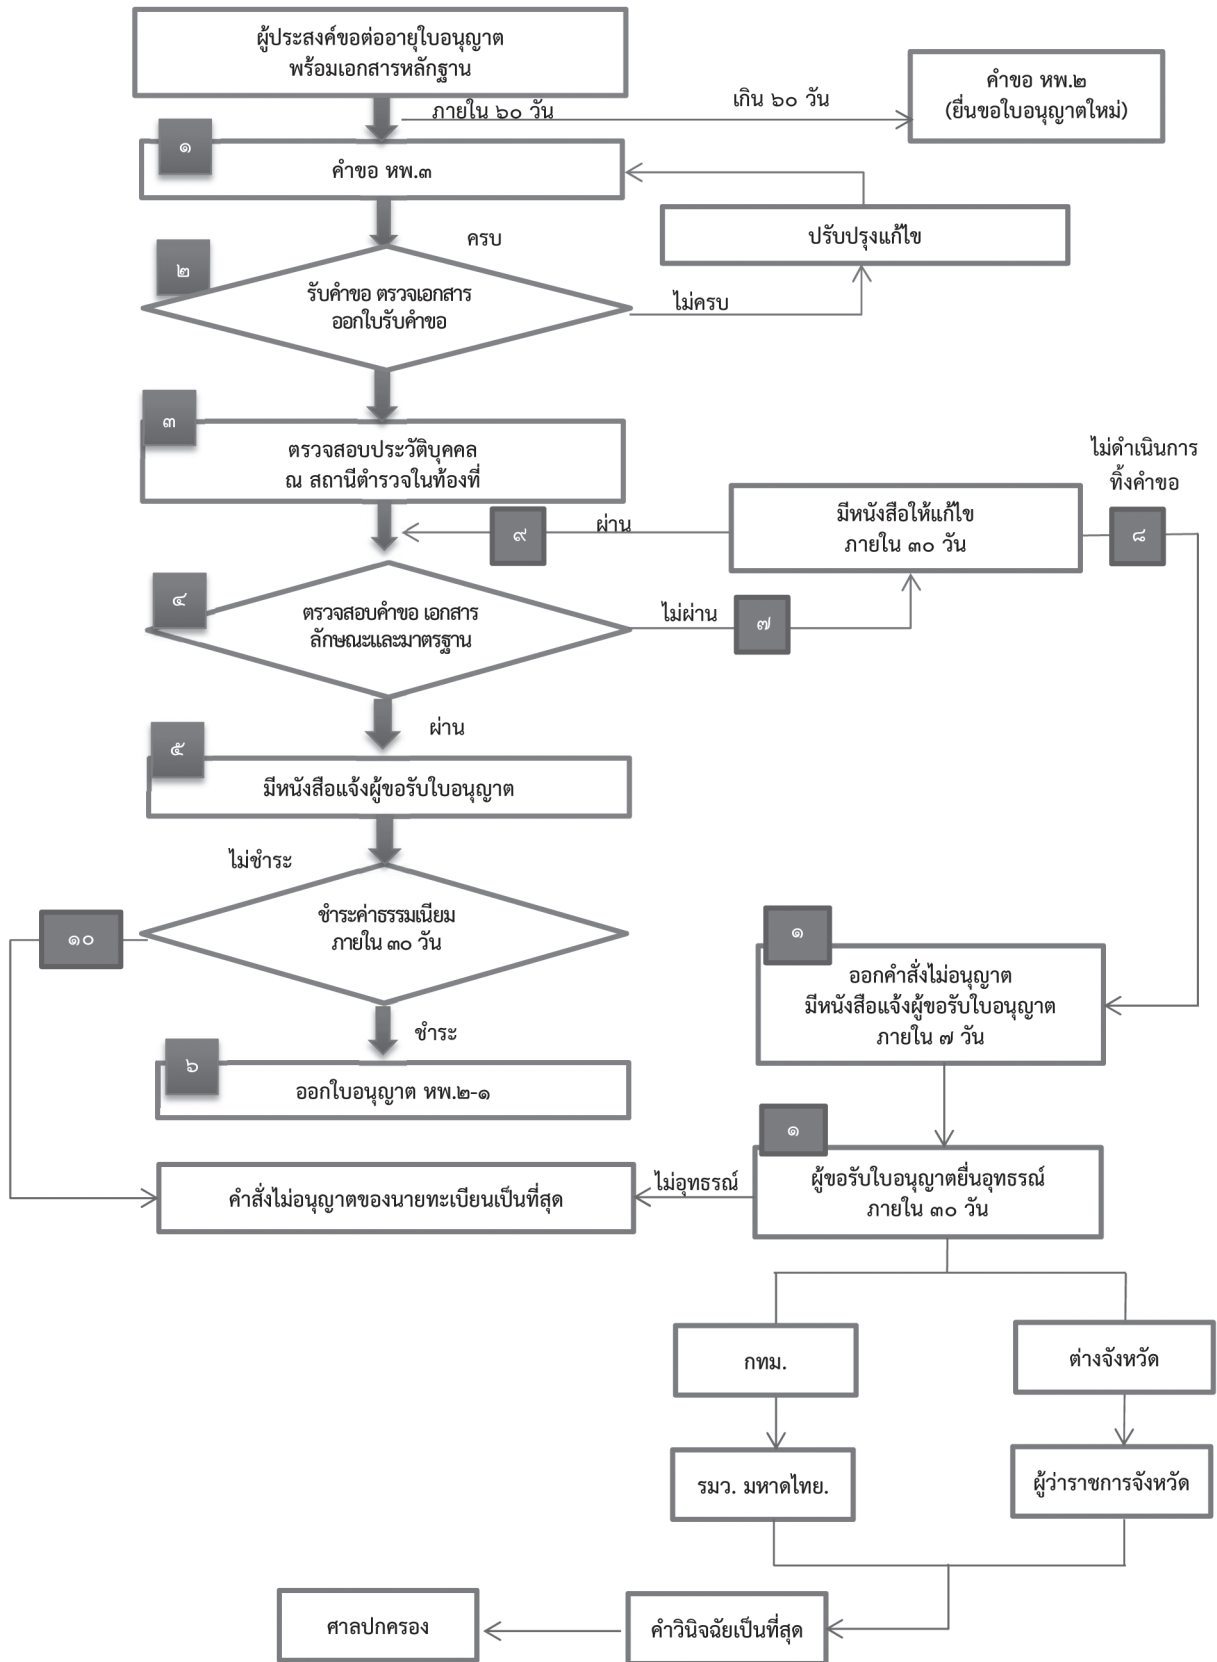 ผู้ประสงค์ขอต่ออายุใบอนุญาต
พร้อมเอกสารหลักฐาน
ภายใน ๖๐ วัน
เกิน ๖๐ วัน
คำขอ หพ.๒
(ยื่นขอใบอนุญาตใหม่)
๑
คำขอ หพ.๓
ปรับปรุงแก้ไข
ครบ
๒
รับคำขอ ตรวจเอกสาร
ออกใบรับคำขอ
ไม่ครบ
๓
ตรวจสอบประวัติบุคคล
ณ สถานีตำรวจในท้องที่
มีหนังสือให้แก้ไข
ภายใน ๓๐ วัน
ไม่ดำเนินการ
ทิ้งคำขอ
๘
ผ่าน
๙
๔
ตรวจสอบคำขอ เอกสาร
ลักษณะและมาตรฐาน
ไม่ผ่าน
๗
ผ่าน
๕
มีหนังสือแจ้งผู้ขอรับใบอนุญาต
ไม่ชำระ
ชำระค่าธรรมเนียม
ภายใน ๓๐ วัน
๑๐
ชำระ
๖
ออกใบอนุญาต หพ.๒-๑
๑
ออกคำสั่งไม่อนุญาต
มีหนังสือแจ้งผู้ขอรับใบอนุญาต
ภายใน ๗ วัน
๑
ผู้ขอรับใบอนุญาตยื่นอุทธรณ์
ภายใน ๓๐ วัน
ไม่อุทธรณ์
คำสั่งไม่อนุญาตของนายทะเบียนเป็นที่สุด
กทม.
ต่างจังหวัด
รมว. มหาดไทย.
ผู้ว่าราชการจังหวัด
คำวินิจฉัยเป็นที่สุด
ศาลปกครอง